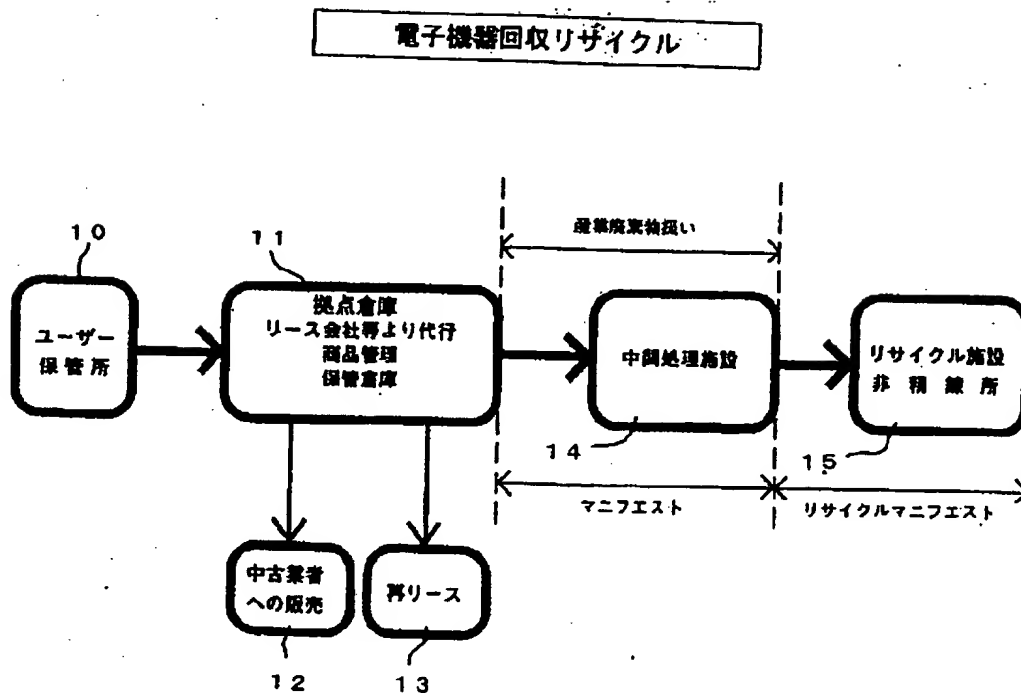 電子機器回収リサイクル
産業廃棄物扱い
10
11
ユーザー
保管所
拠点倉庫
リース会社等より代行
商品管理
保管倉庫
中間処理施設
リサイクル施設
非精練所
14
15
マニフエスト
リサイクルマニフエスト
中古業者
への販売
再リース
12
13